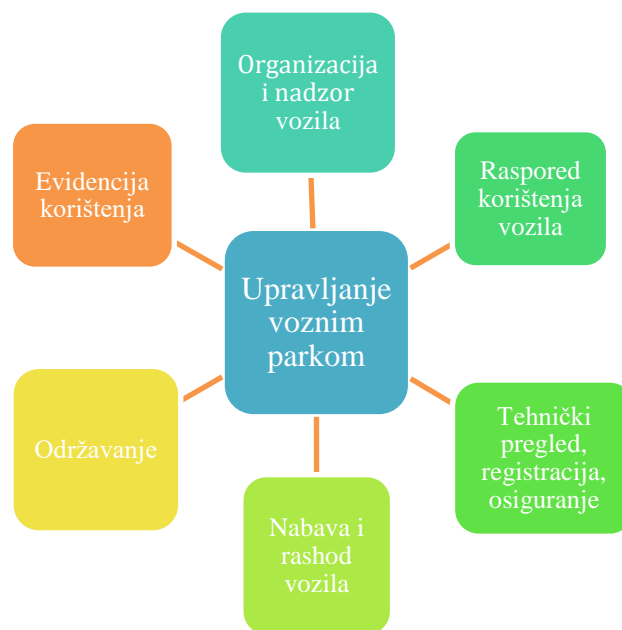 Organizacija
i nadzor
vozila
Evidencija
korištenja
Raspored
korištenja
vozila
Upravljanje
voznim
parkom
Održavanje
Tehnički
pregled,
registracija,
osiguranje
Nabava i
rashod
vozila